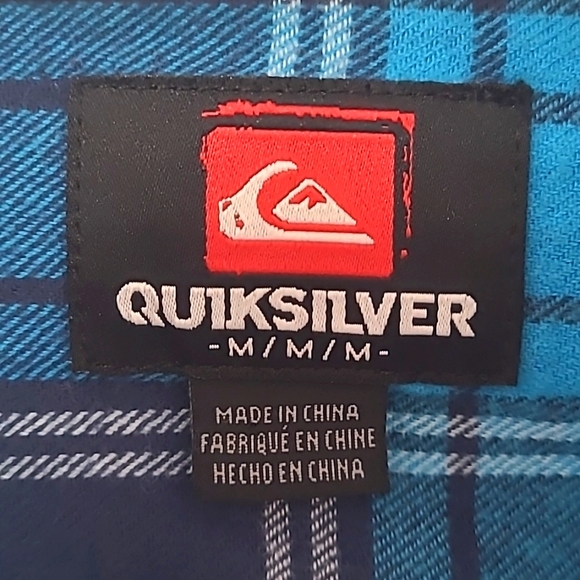 QUIKSILVER
-M/M/M-
MADE IN CHINA
FABRIQUÉ EN CHINE
HECHO EN CHINA